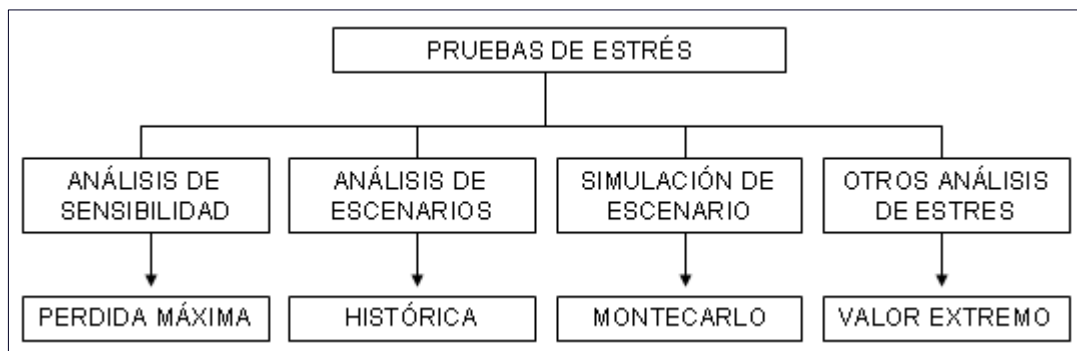 PRUEBAS DE ESTRÉS
ANÁLISIS DE
SENSIBILIDAD
ANÁLISIS DE
ESCENARIOS
SIMULACIÓN DE
ESCENARIO
OTROS ANÁLISIS
DE ESTRES
PERDIDA MÁXIMA
HISTÓRICA
MONTECARLO
VALOR EXTREMO